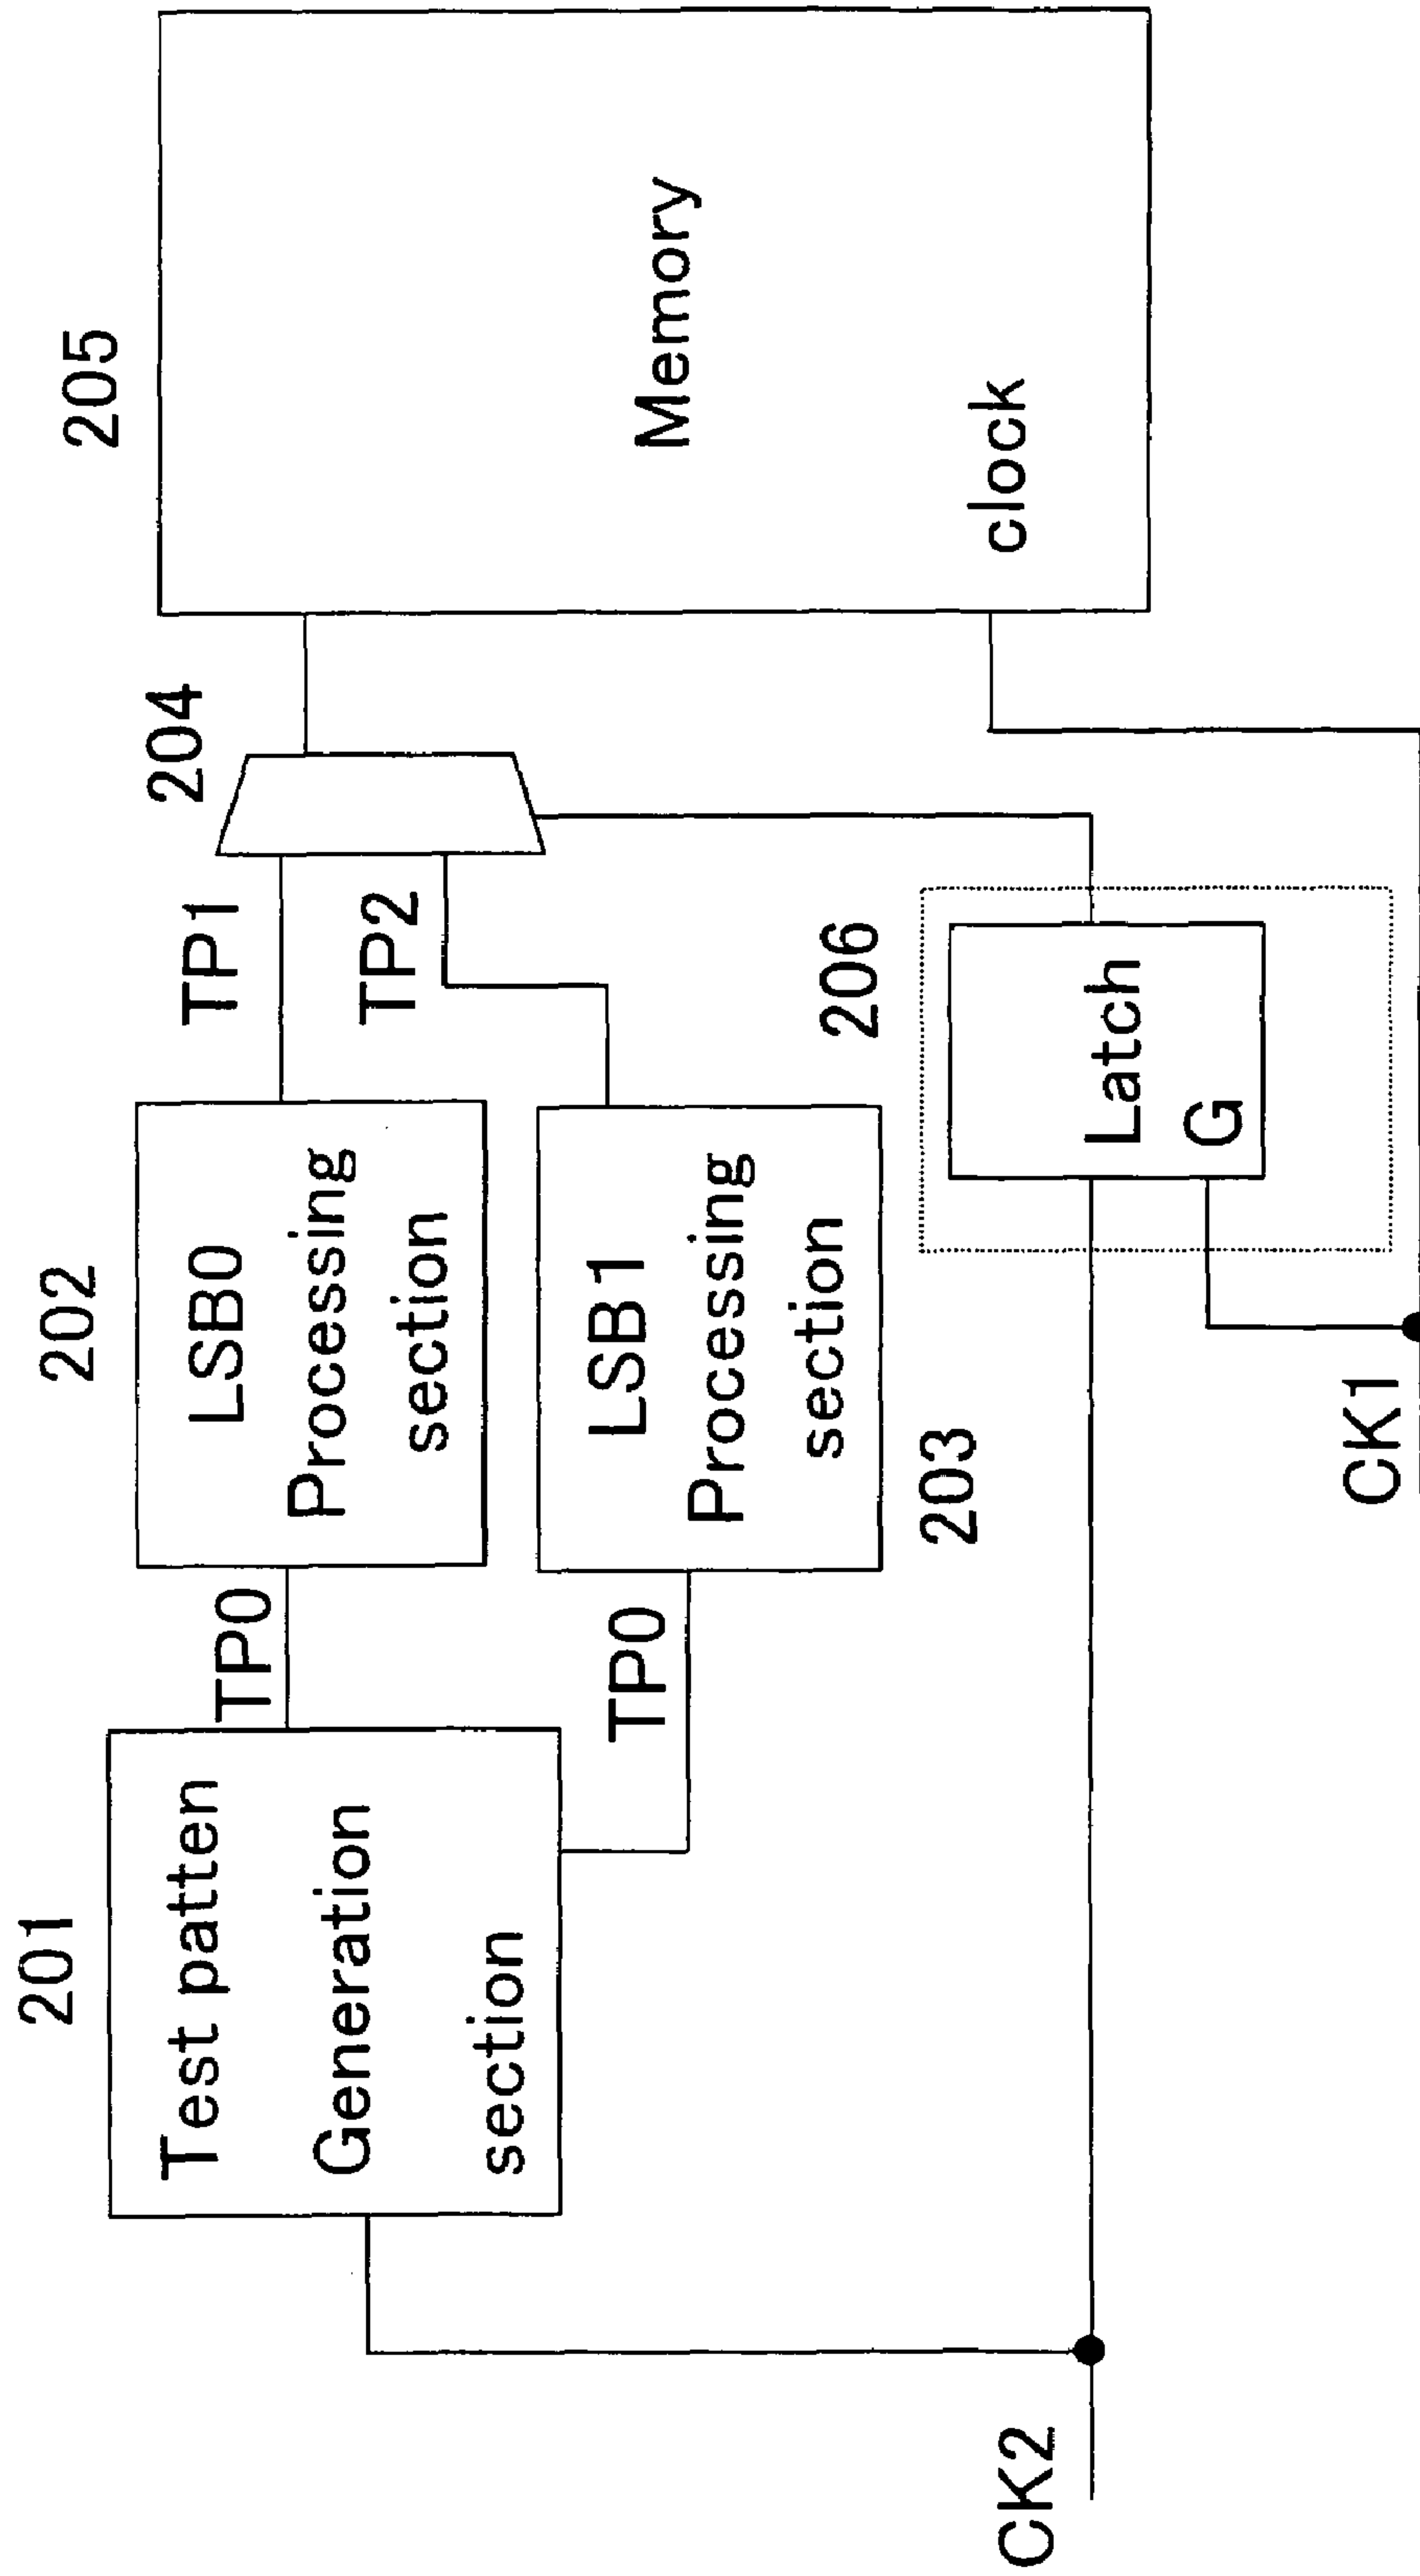 201
Test patten
Generation
section
TP0
TP0
202
LSB0
Processing
section
LSB1
Processing
section
203
TP1
TP2
204
205
Memory
clock
206
Latch
G
CK2
CK1